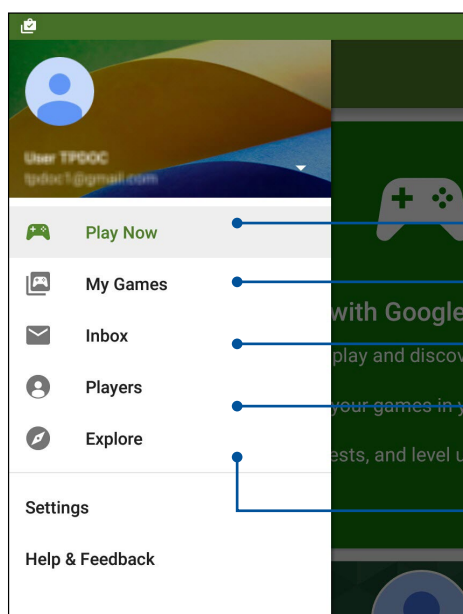 User TPDOC
tpdoc1@gmail.com
Play Now
My Games
Inbox
Players
Explore
Settings
Help & Feedback
with Google
play and discov
your games in y
ests, and level u